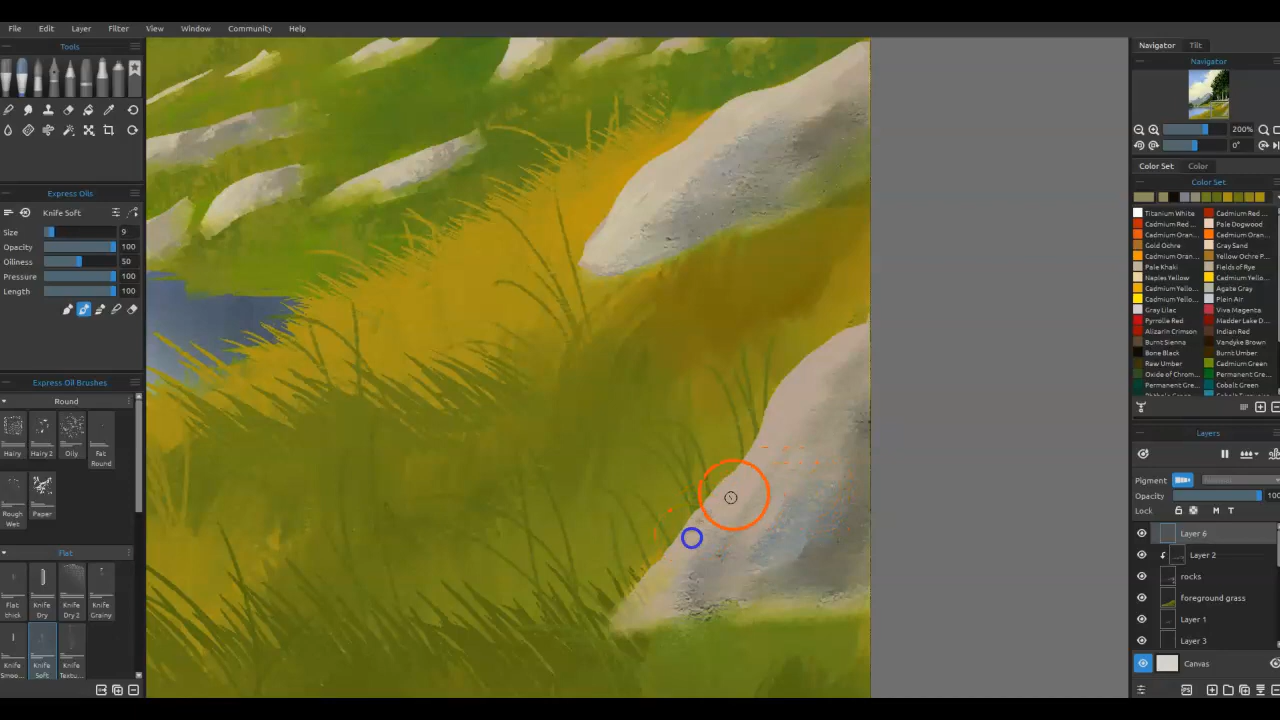 File Edit Layer Filter View Window Community Help
Tools
Express Oils
Knife Soft
Size 9
Opacity 100
Oiliness 50
Pressure 100
Length 100
Express Oil Brushes
Round
Hairy Hairy 2 Oily Fat Round
Rough Wet Paper
Flat
Flat thick Knife Dry Knife Dry 2 Knife Grainy
Knife Smoo... Knife Soft Knife Textu...
Navigator Tilt
Navigator
200%
0°
Color Set Color
Color Set
Titanium White Cadmium Red ...
Cadmium Red ... Pale Dogwood
Cadmium Oran... Cadmium Oran...
Gold Ochre Gray Sand
Cadmium Oran... Yellow Ochre P...
Pale Khaki Fields of Rye
Naples Yellow Cadmium Yello...
Cadmium Yello... Agate Gray
Cadmium Yello... Plein Air
Gray Lilac Viva Magenta
Pyrrolle Red Madder Lake D...
Alizarin Crimson Indian Red
Burnt Sienna Vandyke Brown
Bone Black Burnt Umber
Raw Umber Cadmium Green
Oxide of Chrom... Permanent Gre...
Permanent Gre... Cobalt Green
Layers
Pigment
Opacity 100
Lock M T
Layer 6
Layer 2
rocks
foreground grass
Layer 1
Layer 3
Canvas